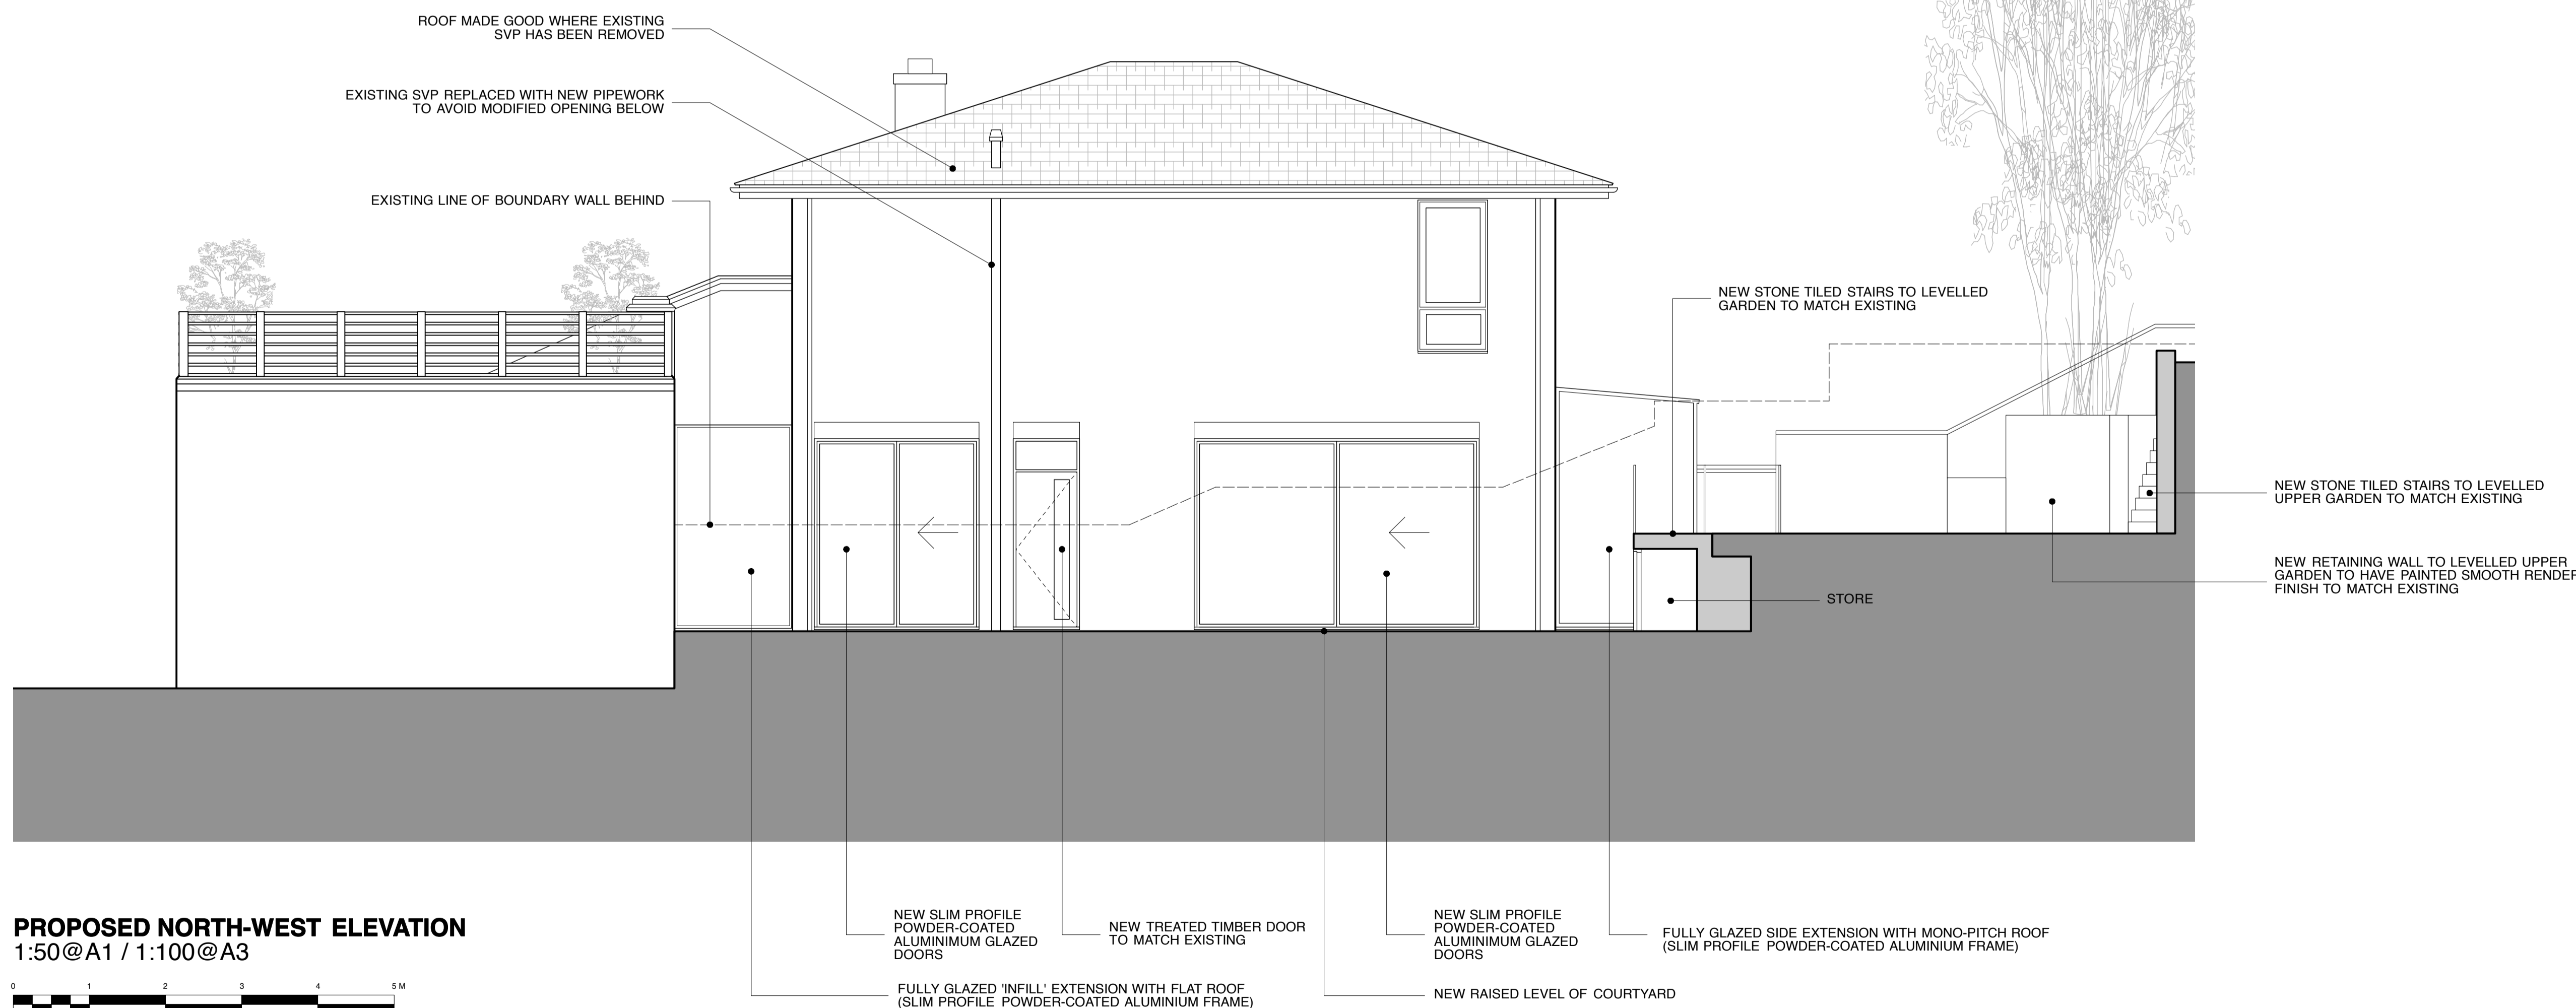 ROOF MADE GOOD WHERE EXISTING
SVP HAS BEEN REMOVED
EXISTING SVP REPLACED WITH NEW PIPEWORK
TO AVOID MODIFIED OPENING BELOW
EXISTING LINE OF BOUNDARY WALL BEHIND
NEW STONE TILED STAIRS TO LEVELLED
GARDEN TO MATCH EXISTING
NEW STONE TILED STAIRS TO LEVELLED
UPPER GARDEN TO MATCH EXISTING
NEW RETAINING WALL TO LEVELLED UPPER
GARDEN TO HAVE PAINTED SMOOTH RENDER
FINISH TO MATCH EXISTING
STORE
NEW SLIM PROFILE
POWDER-COATED
ALUMINIMUM GLAZED
DOORS
NEW TREATED TIMBER DOOR
TO MATCH EXISTING
NEW SLIM PROFILE
POWDER-COATED
ALUMINIMUM GLAZED
DOORS
FULLY GLAZED SIDE EXTENSION WITH MONO-PITCH ROOF
(SLIM PROFILE POWDER-COATED ALUMINIUM FRAME)
FULLY GLAZED 'INFILL' EXTENSION WITH FLAT ROOF
(SLIM PROFILE POWDER-COATED ALUMINIUM FRAME)
NEW RAISED LEVEL OF COURTYARD
PROPOSED NORTH-WEST ELEVATION
1:50@A1 / 1:100@A3
0 1 2 3 4 5 M